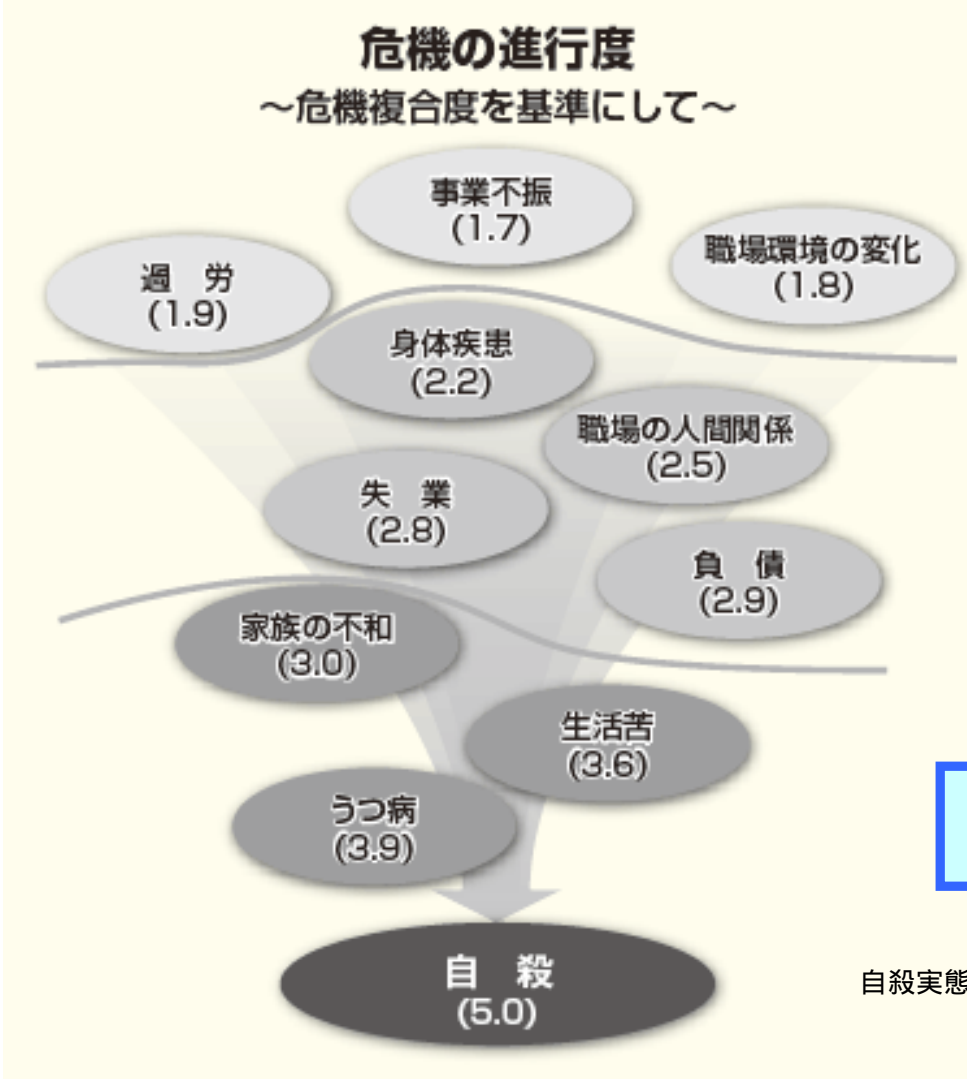 危機の進行度
～危機複合度を基準にして～
事業不振
(1.7)
職場環境の変化
(1.8)
過 労
(1.9)
身体疾患
(2.2)
職場の人間関係
(2.5)
失 業
(2.8)
負 債
(2.9)
家族の不和
(3.0)
生活苦
(3.6)
うつ病
(3.9)
自 殺
(5.0)
自殺実態